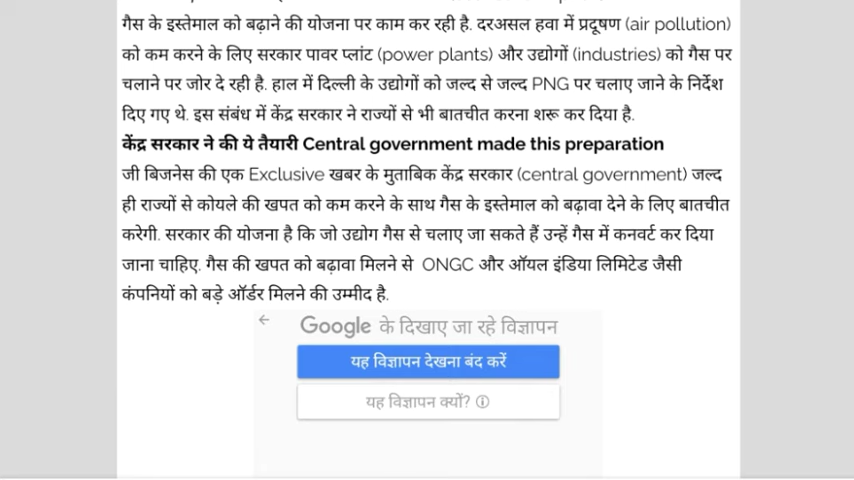 गैस के इस्तेमाल को बढ़ाने की योजना पर काम कर रही है. दरअसल हवा में प्रदूषण (air pollution)
को कम करने के लिए सरकार पावर प्लांट (power plants) और उद्योगों (industries) को गैस पर
चलाने पर जोर दे रही है. हाल में दिल्ली के उद्योगों को जल्द से जल्द PNG पर चलाए जाने के निर्देश
दिए गए थे. इस संबंध में केंद्र सरकार ने राज्यों से भी बातचीत करना शरू कर दिया है.
केंद्र सरकार ने की ये तैयारी Central government made this preparation
जी बिजनेस की एक Exclusive खबर के मुताबिक केंद्र सरकार (central government) जल्द
ही राज्यों से कोयले की खपत को कम करने के साथ गैस के इस्तेमाल को बढ़ावा देने के लिए बातचीत
करेगी. सरकार की योजना है कि जो उद्योग गैस से चलाए जा सकते हैं उन्हें गैस में कनवर्ट कर दिया
जाना चाहिए. गैस की खपत को बढ़ावा मिलने से ONGC और ऑयल इंडिया लिमिटेड जैसी
कंपनियों को बड़े ऑर्डर मिलने की उम्मीद है.
Google के दिखाए जा रहे विज्ञापन
यह विज्ञापन देखना बंद करें
यह विज्ञापन क्यों?